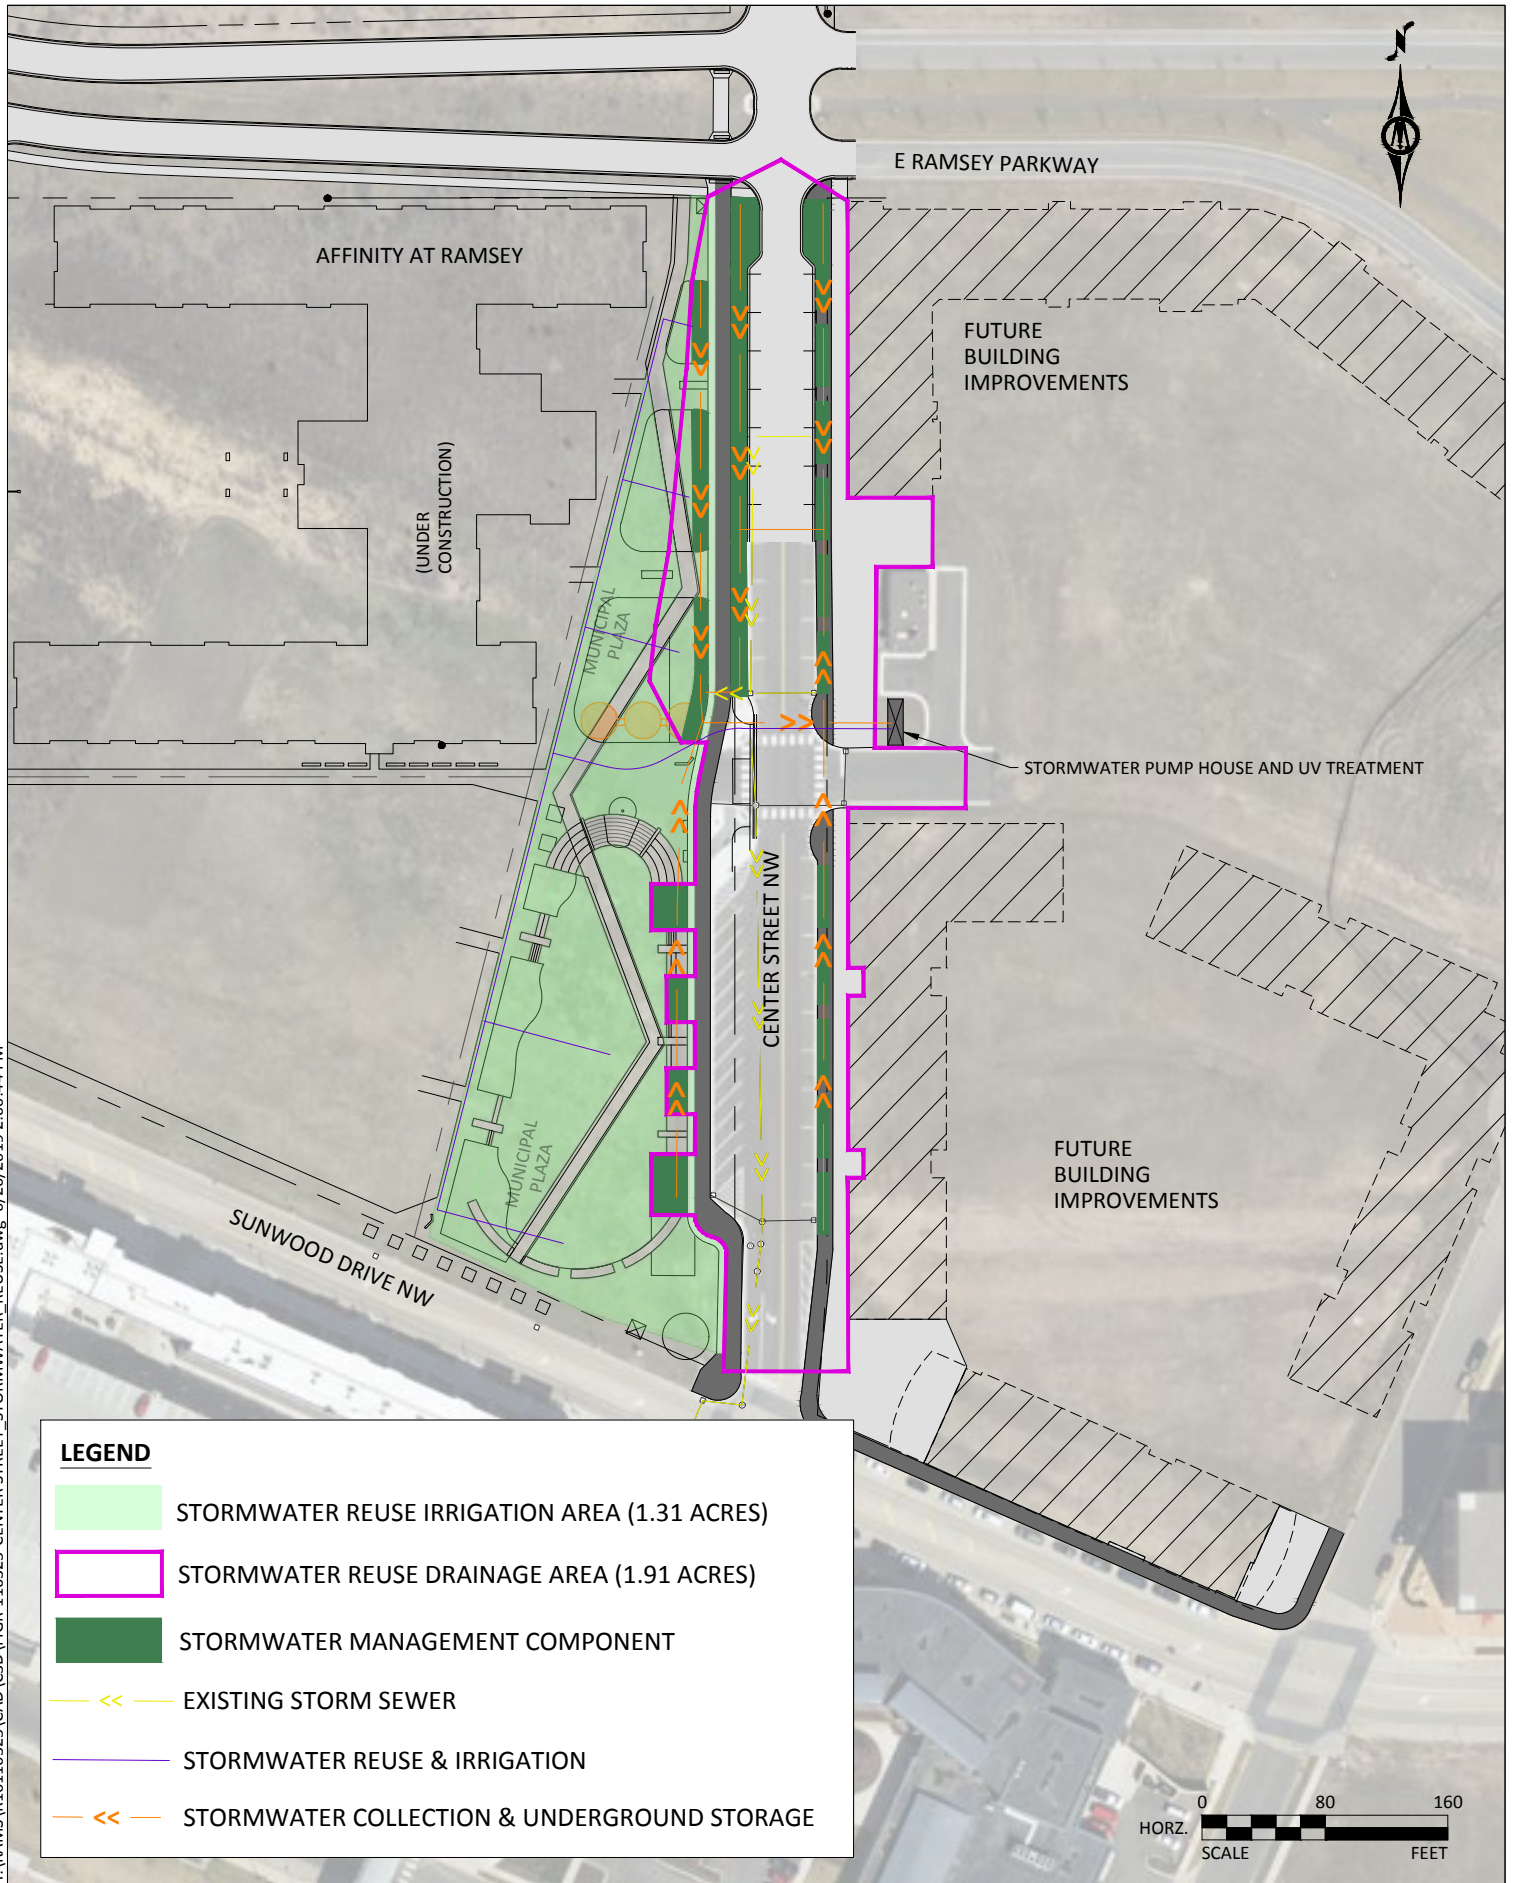 N
E RAMSEY PARKWAY
AFFINITY AT RAMSEY
FUTURE
BUILDING
IMPROVEMENTS
(UNDER
CONSTRUCTION)
MUNICIPAL
PLAZA
STORMWATER PUMP HOUSE AND UV TREATMENT
CENTER STREET NW
MUNICIPAL
PLAZA
FUTURE
BUILDING
IMPROVEMENTS
SUNWOOD DRIVE NW
LEGEND
STORMWATER REUSE IRRIGATION AREA (1.31 ACRES)
STORMWATER REUSE DRAINAGE AREA (1.91 ACRES)
STORMWATER MANAGEMENT COMPONENT
EXISTING STORM SEWER
STORMWATER REUSE & IRRIGATION
STORMWATER COLLECTION & UNDERGROUND STORAGE
0 80 160
HORZ.
SCALE FEET